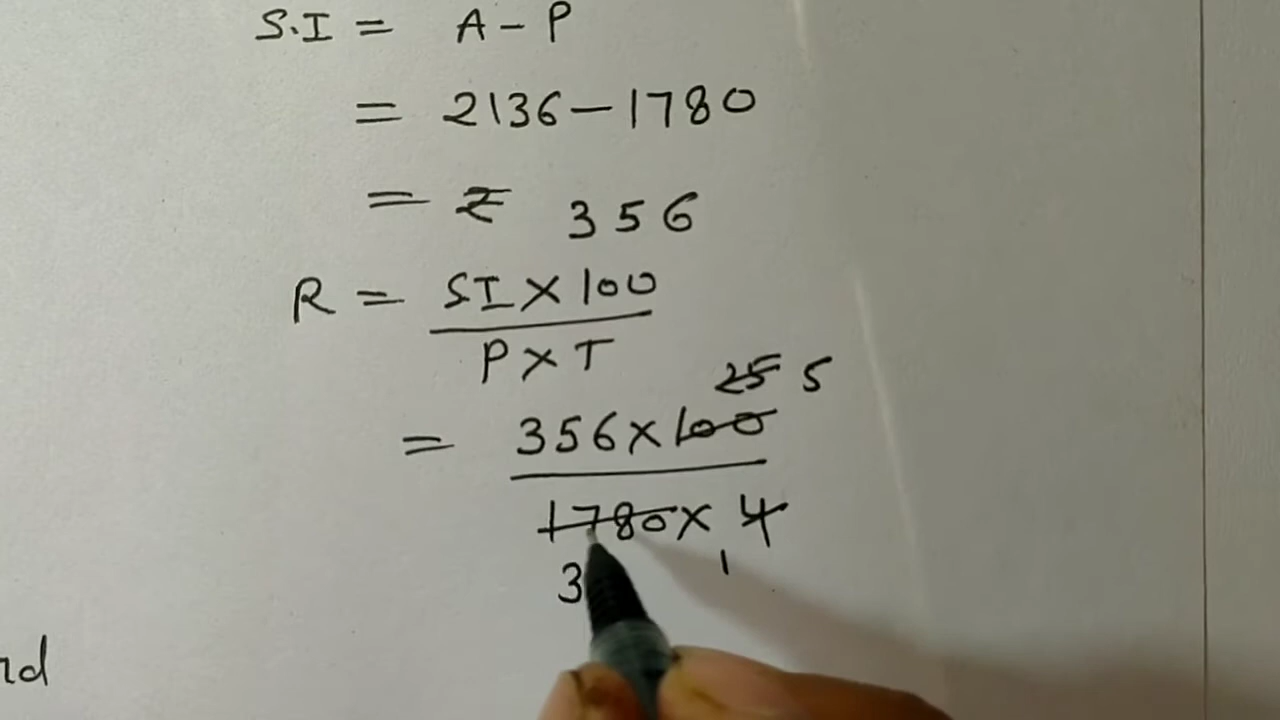 S.I = A - P
= 2136 - 1780
= ₹ 356
R = SI × 100
P × T
25 5
= 356 × 100
1780 × 4
3 1